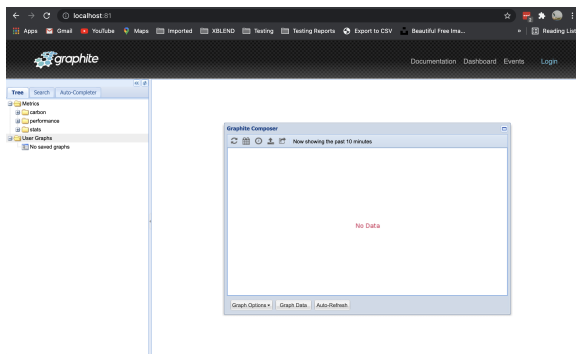 localhost:81
Apps Gmail YouTube Maps Imported XBLEND Testing Testing Reports Export to CSV Beautiful Free Ima... » Reading List
graphite
Documentation Dashboard Events Login
Tree Search Auto-Completer
Metrics
carbon
performance
stats
User Graphs
No saved graphs
Graphite Composer
Now showing the past 10 minutes
No Data
Graph Options Graph Data Auto-Refresh